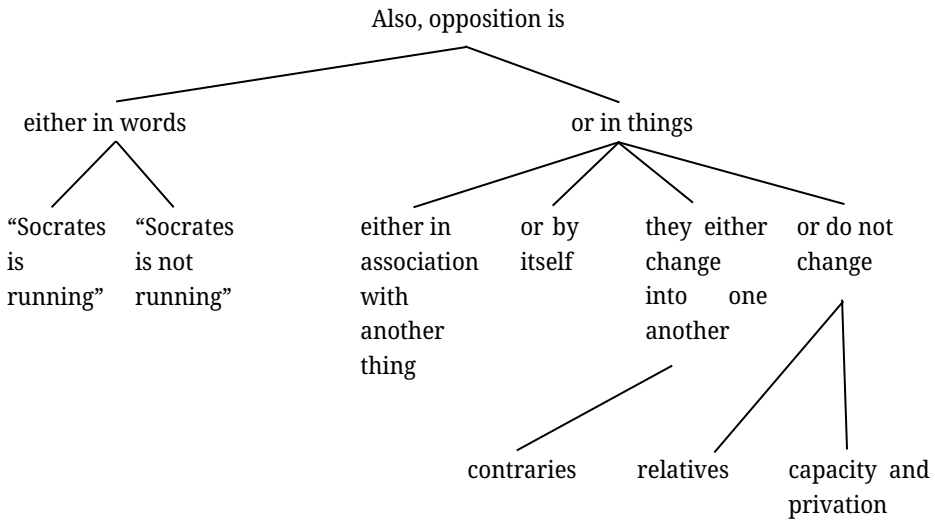 Also, opposition is
either in words
or in things
“Socrates
is
running”
“Socrates
is not
running”
either in
association
with
another
thing
or by
itself
they either
change
into one
another
or do not
change
contraries
relatives
capacity and
privation